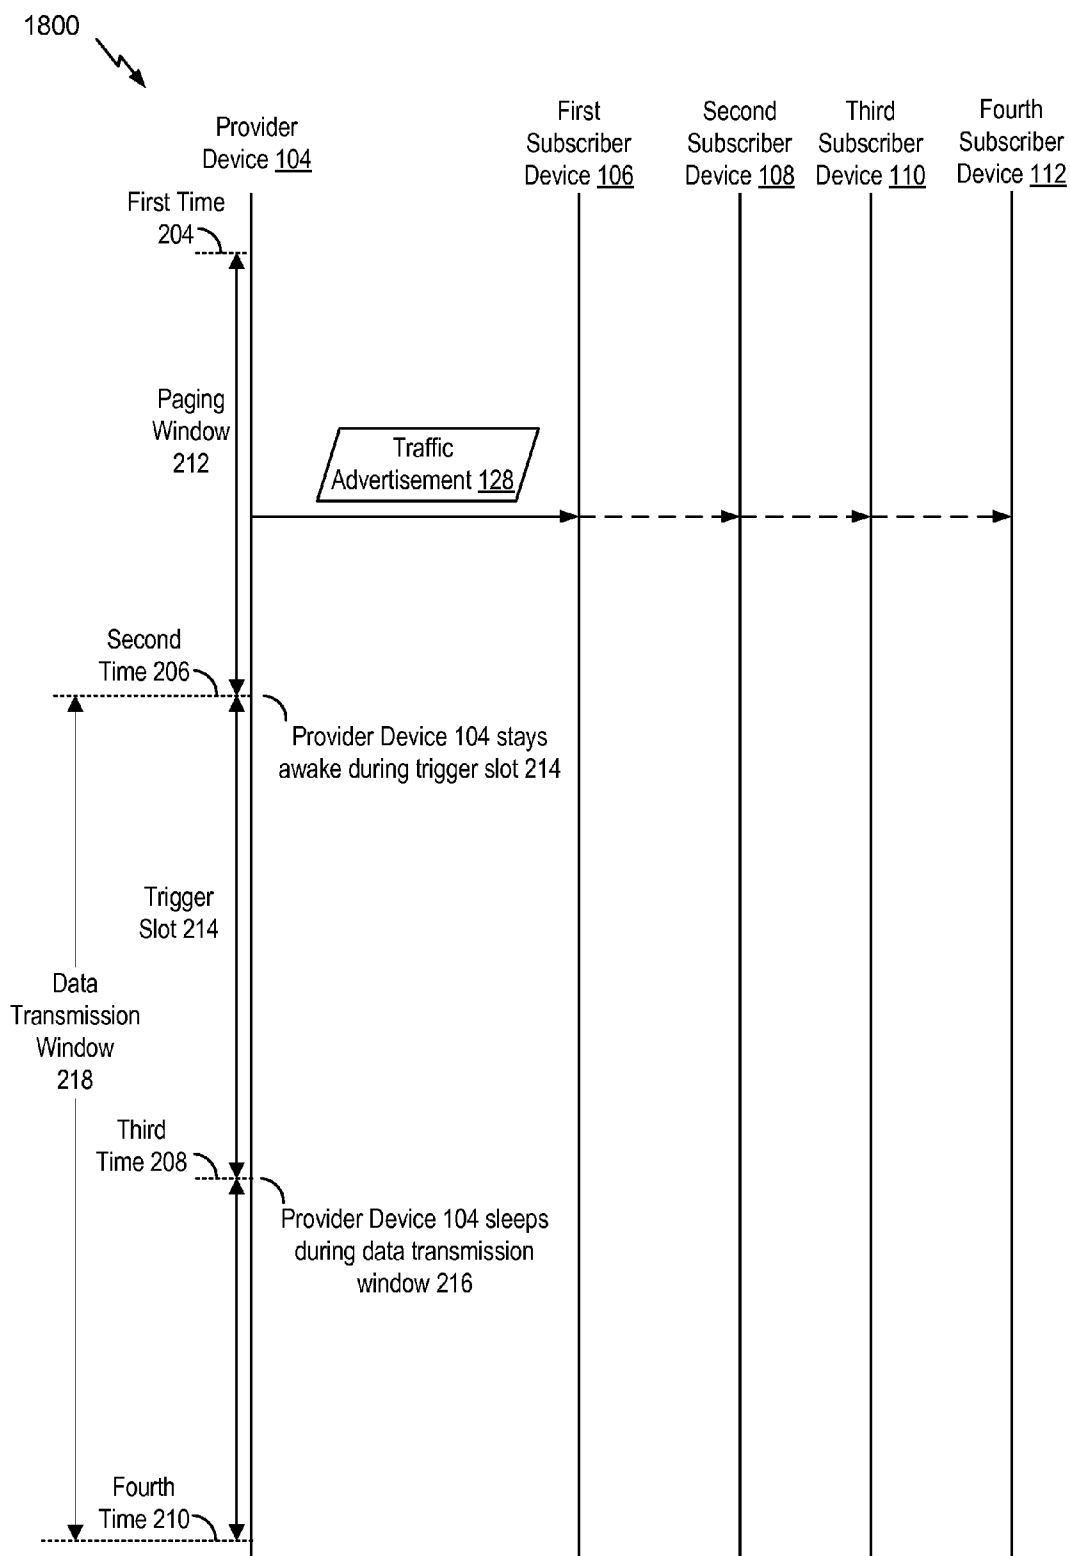 1800
Provider
Device 104
First
Subscriber
Device 106
Second
Subscriber
Device 108
Third
Subscriber
Device 110
Fourth
Subscriber
Device 112
First Time
204
Paging
Window
212
Traffic
Advertisement 128
Second
Time 206
Provider Device 104 stays
awake during trigger slot 214
Trigger
Slot 214
Data
Transmission
Window
218
Third
Time 208
Provider Device 104 sleeps
during data transmission
window 216
Fourth
Time 210